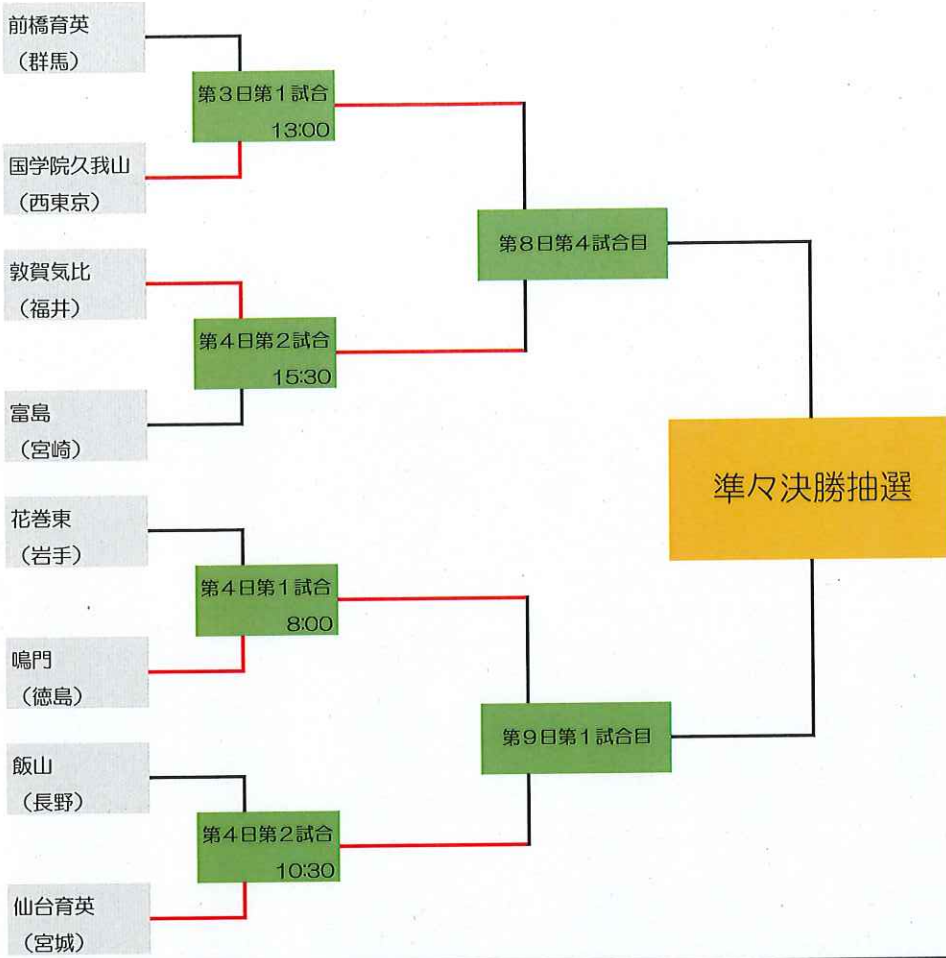 前橋育英
（群馬）
第3日第1試合
13:00
国学院久我山
（西東京）
第8日第4試合目
敦賀気比
（福井）
第4日第2試合
15:30
富島
（宮崎）
準々決勝抽選
花巻東
（岩手）
第4日第1試合
8:00
鳴門
（徳島）
第9日第1試合目
飯山
（長野）
第4日第2試合
10:30
仙台育英
（宮城）